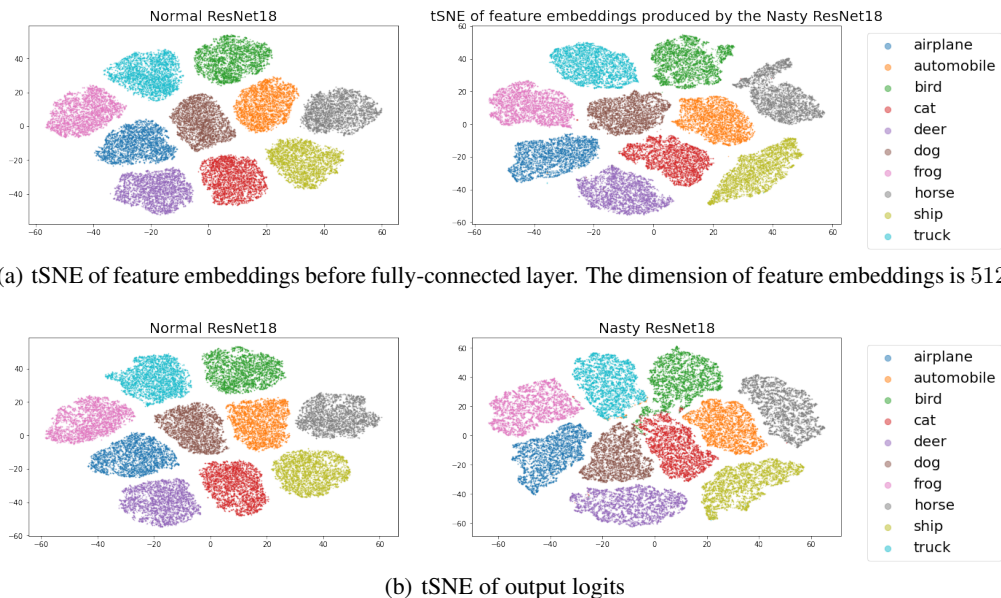 Normal ResNet18
tSNE of feature embeddings produced by the Nasty ResNet18
60
40
20
0
−20
−40
−60 −40 −20 0 20 40 60
60
40
20
0
−20
−40
−60
−60 −40 −20 0 20 40 60
airplane
automobile
bird
cat
deer
dog
frog
horse
ship
truck
) tSNE of feature embeddings before fully-connected layer. The dimension of feature embeddings is 512
Normal ResNet18
Nasty ResNet18
40
20
0
−20
−40
−60
−60 −40 −20 0 20 40 60
60
40
20
0
−20
−40
−60
−60 −40 −20 0 20 40 60
airplane
automobile
bird
cat
deer
dog
frog
horse
ship
truck
(b) tSNE of output logits